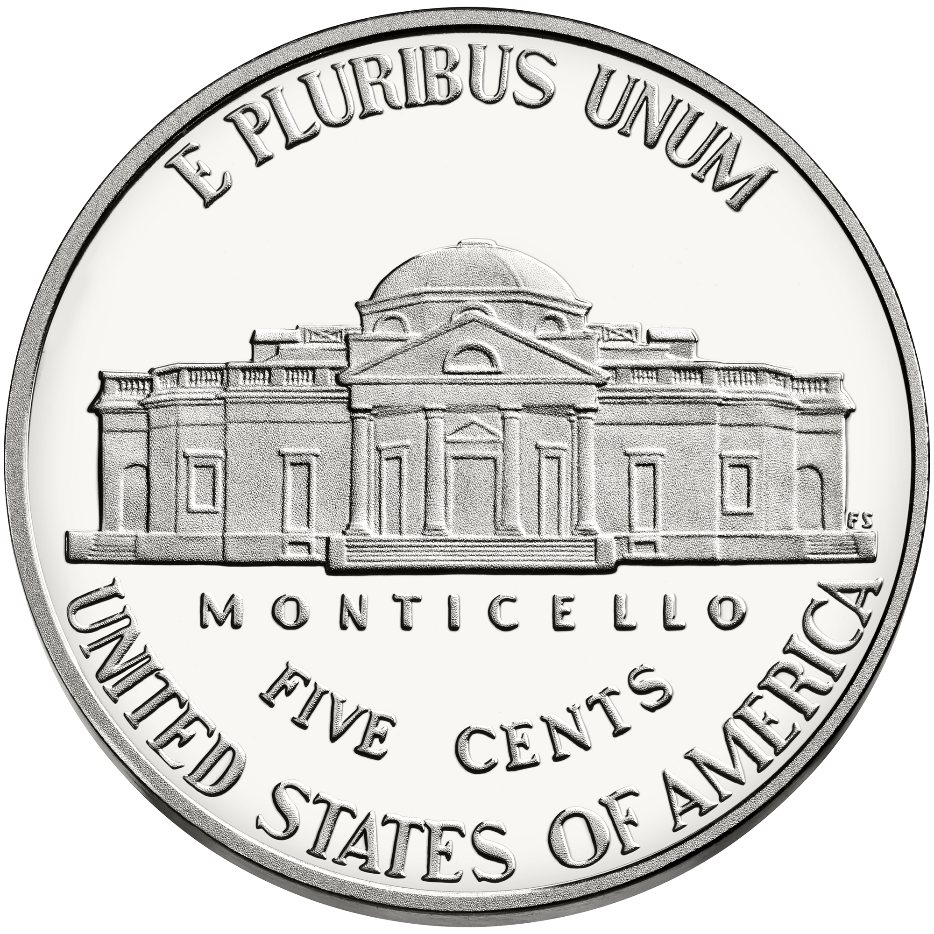 E PLURIBUS UNUM
FS
MONTICELLO
FIVE CENTS
UNITED STATES OF AMERICA